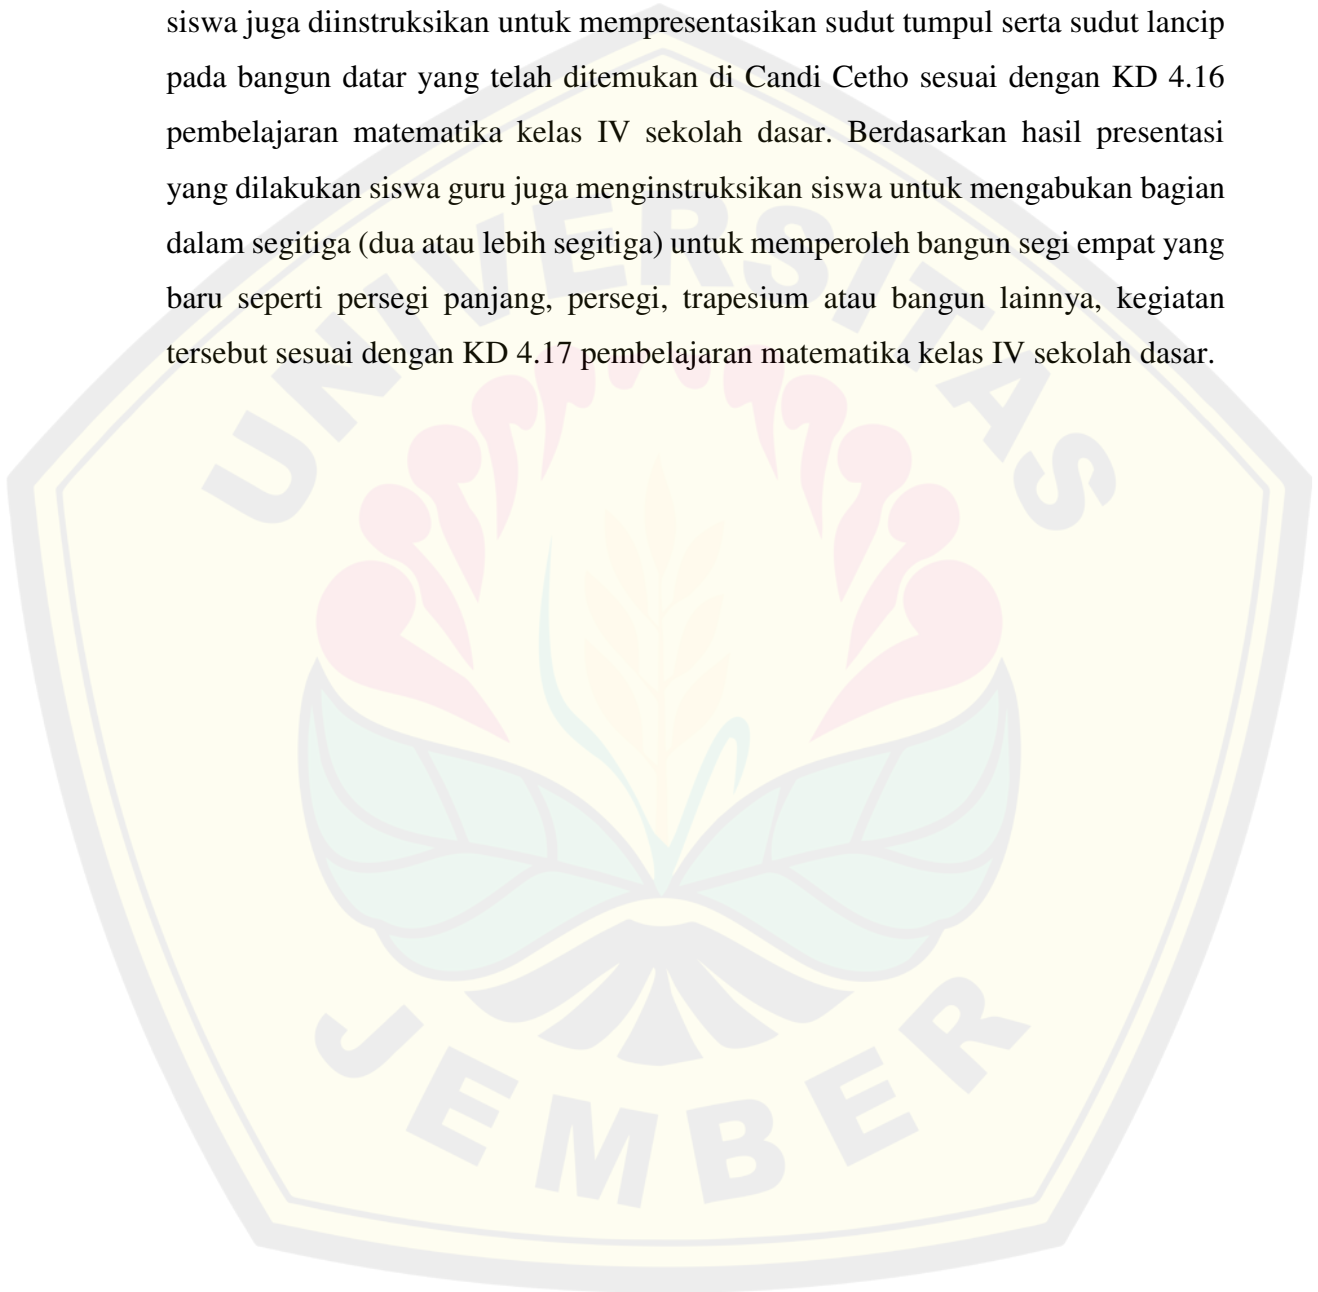 siswa juga diinstruksikan untuk mempresentasikan sudut tumpul serta sudut lancip
pada bangun datar yang telah ditemukan di Candi Cetho sesuai dengan KD 4.16
pembelajaran matematika kelas IV sekolah dasar. Berdasarkan hasil presentasi
yang dilakukan siswa guru juga menginstruksikan siswa untuk mengabukan bagian
dalam segitiga (dua atau lebih segitiga) untuk memperoleh bangun segi empat yang
baru seperti persegi panjang, persegi, trapesium atau bangun lainnya, kegiatan
tersebut sesuai dengan KD 4.17 pembelajaran matematika kelas IV sekolah dasar.
UNIVERSITAS
JEMBER